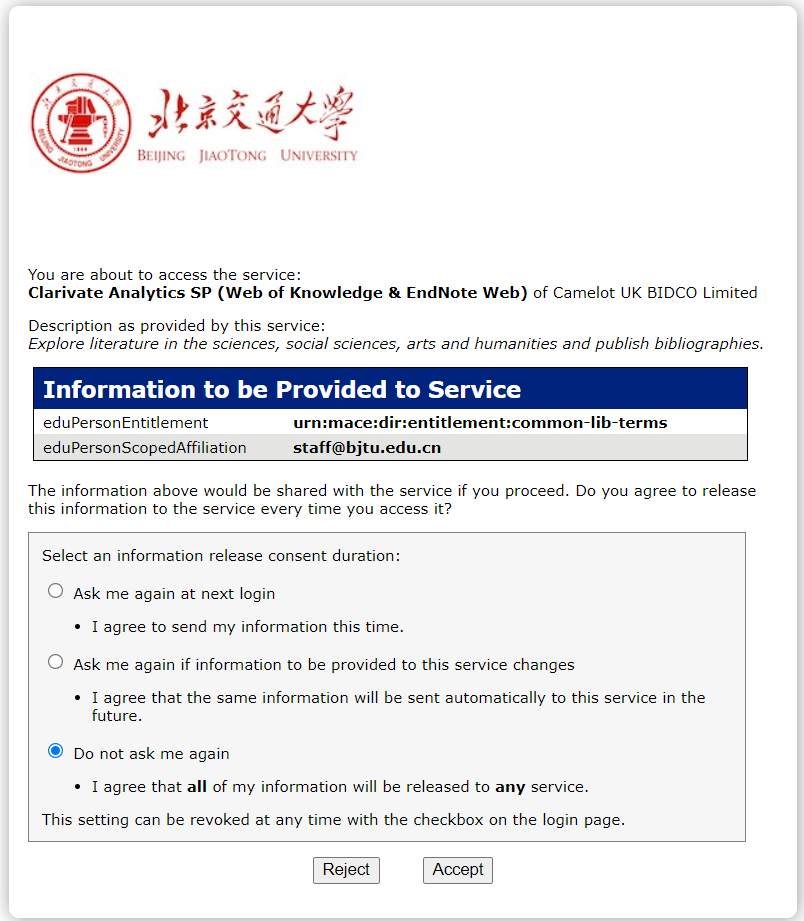 北京交通大学
BEIJING JIAOTONG UNIVERSITY
BEIJING JIAOTONG UNIVERSITY
1896
You are about to access the service:
Clarivate Analytics SP (Web of Knowledge & EndNote Web) of Camelot UK BIDCO Limited
Description as provided by this service:
Explore literature in the sciences, social sciences, arts and humanities and publish bibliographies.
Information to be Provided to Service
eduPersonEntitlement urn:mace:dir:entitlement:common-lib-terms
eduPersonScopedAffiliation staff@bjtu.edu.cn
The information above would be shared with the service if you proceed. Do you agree to release
this information to the service every time you access it?
Select an information release consent duration:
Ask me again at next login
• I agree to send my information this time.
Ask me again if information to be provided to this service changes
• I agree that the same information will be sent automatically to this service in the
future.
Do not ask me again
• I agree that all of my information will be released to any service.
This setting can be revoked at any time with the checkbox on the login page.
Reject Accept